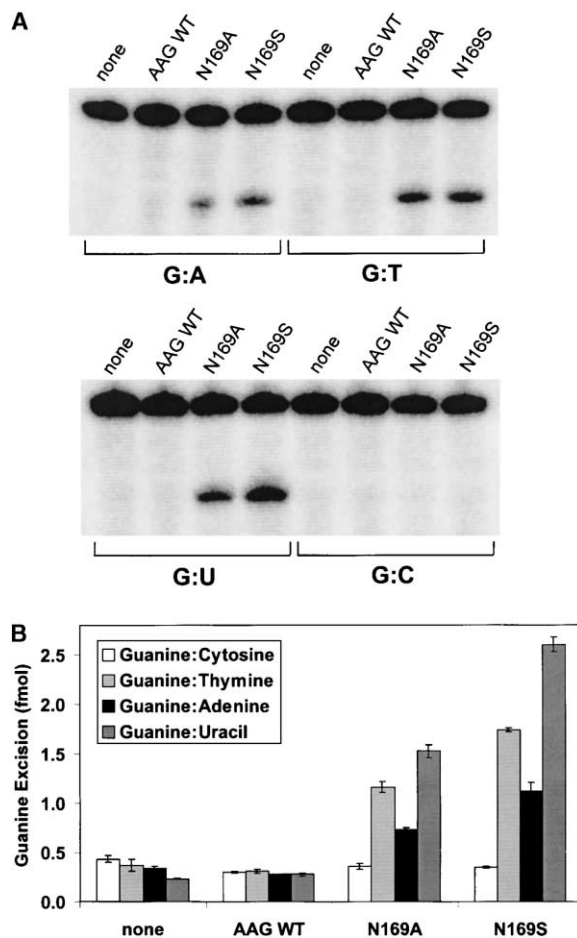 A
none AAG WT N169A N169S none AAG WT N169A N169S
G:A G:T
none AAG WT N169A N169S none AAG WT N169A N169S
G:U G:C
B
Guanine Excision (fmol)
2.5
2.0
1.5
1.0
0.5
0.0
Guanine:Cytosine
Guanine:Thymine
Guanine:Adenine
Guanine:Uracil
none AAG WT N169A N169S